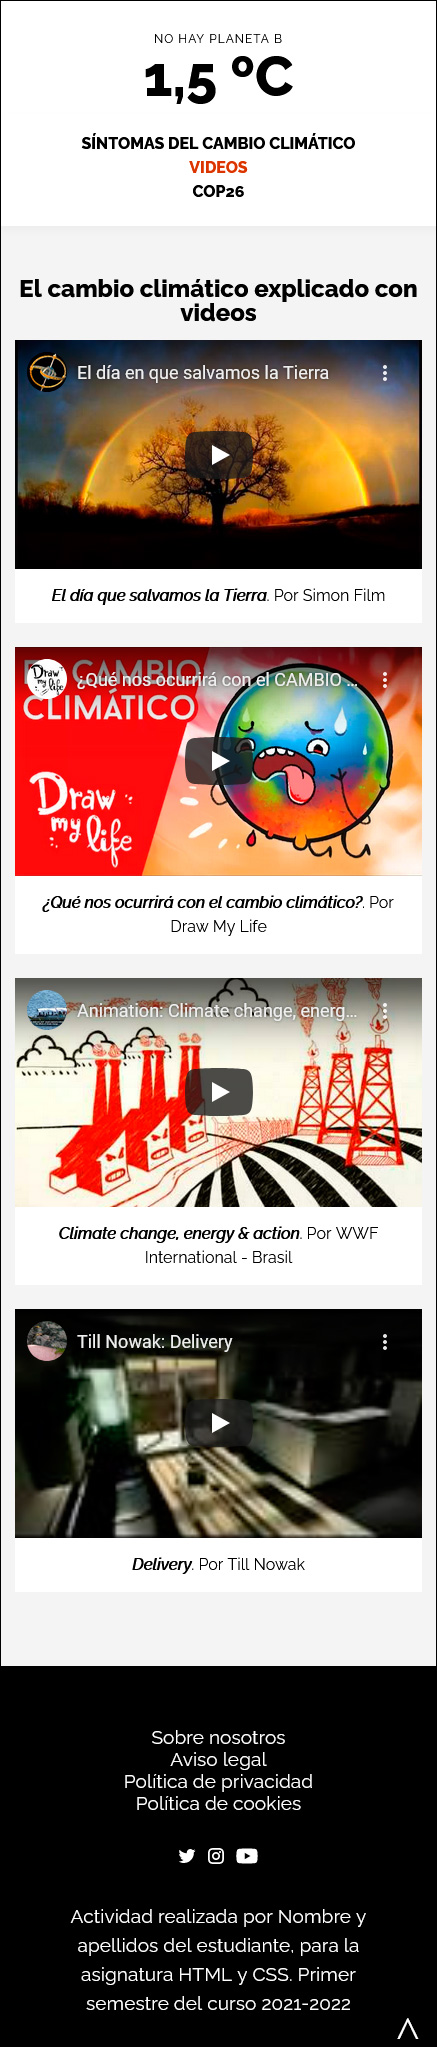 NO HAY PLANETA B
1,5 ºC
SÍNTOMAS DEL CAMBIO CLIMÁTICO
VIDEOS
COP26
El cambio climático explicado con
videos
El día en que salvamos la Tierra
El día que salvamos la Tierra. Por Simon Film
EL CAMBIO
CLIMÁTICO
Draw my life
¿Qué nos ocurrirá con el CAMBIO ...
Draw
my
life
¿Qué nos ocurrirá con el cambio climático?. Por
Draw My Life
Animation: Climate change, energ...
Climate change, energy & action. Por WWF
International - Brasil
Till Nowak: Delivery
Delivery. Por Till Nowak
Sobre nosotros
Aviso legal
Política de privacidad
Política de cookies
Actividad realizada por Nombre y
apellidos del estudiante, para la
asignatura HTML y CSS. Primer
semestre del curso 2021-2022